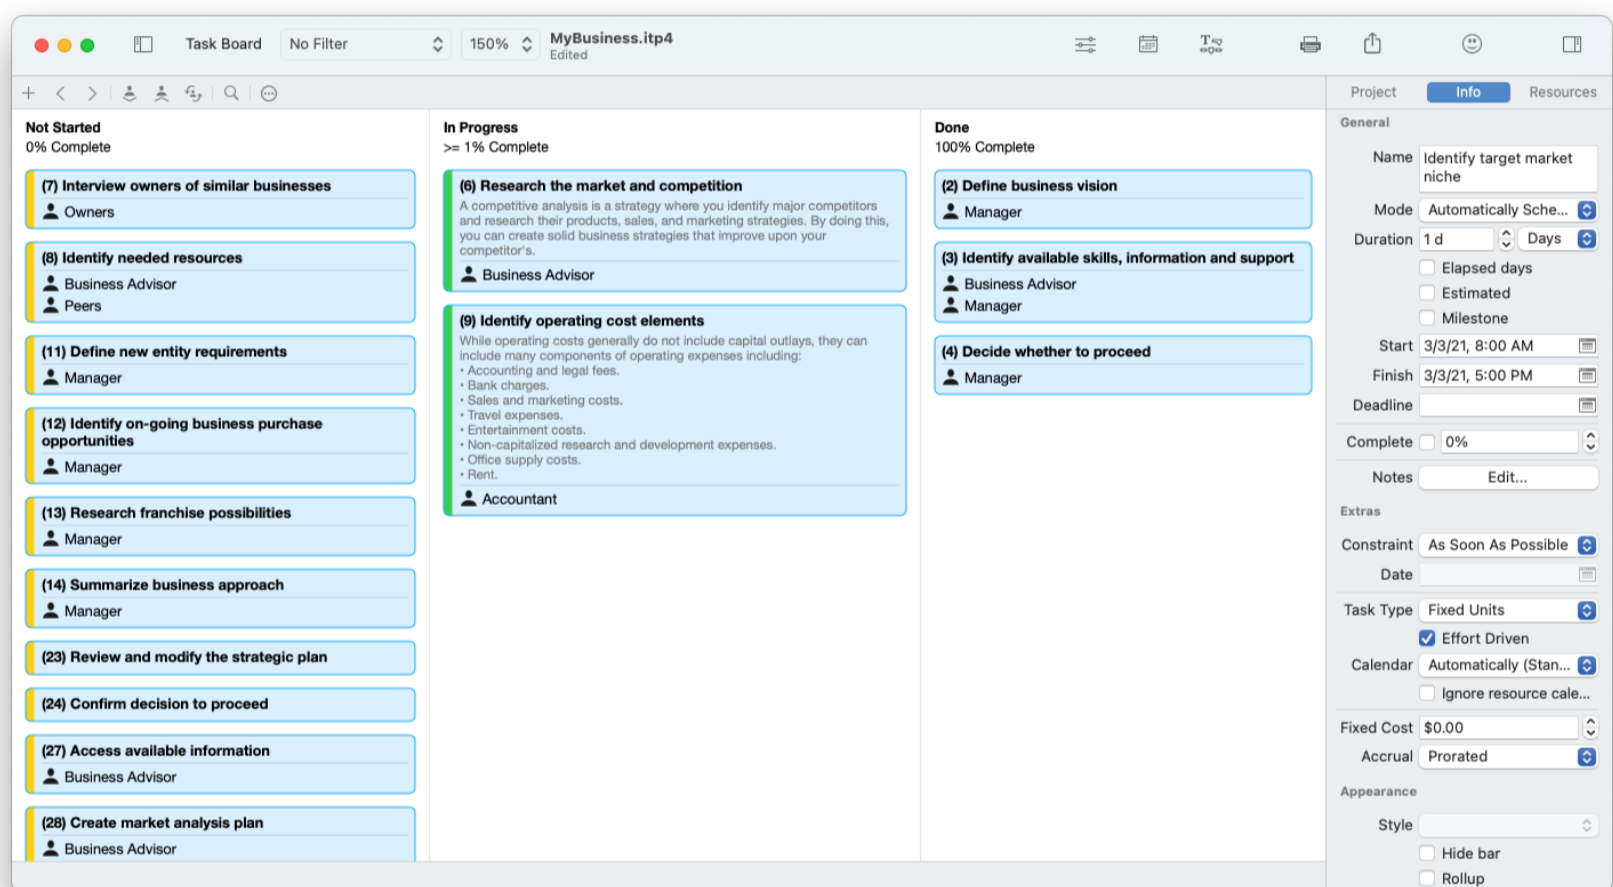 Task Board
No Filter
150%
MyBusiness.itp4
Edited
Project
Info
Resources
Not Started
0% Complete
(7) Interview owners of similar businesses
Owners
(8) Identify needed resources
Business Advisor
Peers
(11) Define new entity requirements
Manager
(12) Identify on-going business purchase
opportunities
Manager
(13) Research franchise possibilities
Manager
(14) Summarize business approach
Manager
(23) Review and modify the strategic plan
(24) Confirm decision to proceed
(27) Access available information
Business Advisor
(28) Create market analysis plan
Business Advisor
In Progress
>= 1% Complete
(6) Research the market and competition
A competitive analysis is a strategy where you identify major competitors
and research their products, sales, and marketing strategies. By doing this,
you can create solid business strategies that improve upon your
competitor's.
Business Advisor
(9) Identify operating cost elements
While operating costs generally do not include capital outlays, they can
include many components of operating expenses including:
• Accounting and legal fees.
• Bank charges.
• Sales and marketing costs.
• Travel expenses.
• Entertainment costs.
• Non-capitalized research and development expenses.
• Office supply costs.
• Rent.
Accountant
Done
100% Complete
(2) Define business vision
Manager
(3) Identify available skills, information and support
Business Advisor
Manager
(4) Decide whether to proceed
Manager
General
Name Identify target market
niche
Mode Automatically Sche...
Duration 1 d Days
Elapsed days
Estimated
Milestone
Start 3/3/21, 8:00 AM
Finish 3/3/21, 5:00 PM
Deadline
Complete 0%
Notes Edit...
Extras
Constraint As Soon As Possible
Date
Task Type Fixed Units
Effort Driven
Calendar Automatically (Stan...
Ignore resource cale...
Fixed Cost $0.00
Accrual Prorated
Appearance
Style
Hide bar
Rollup